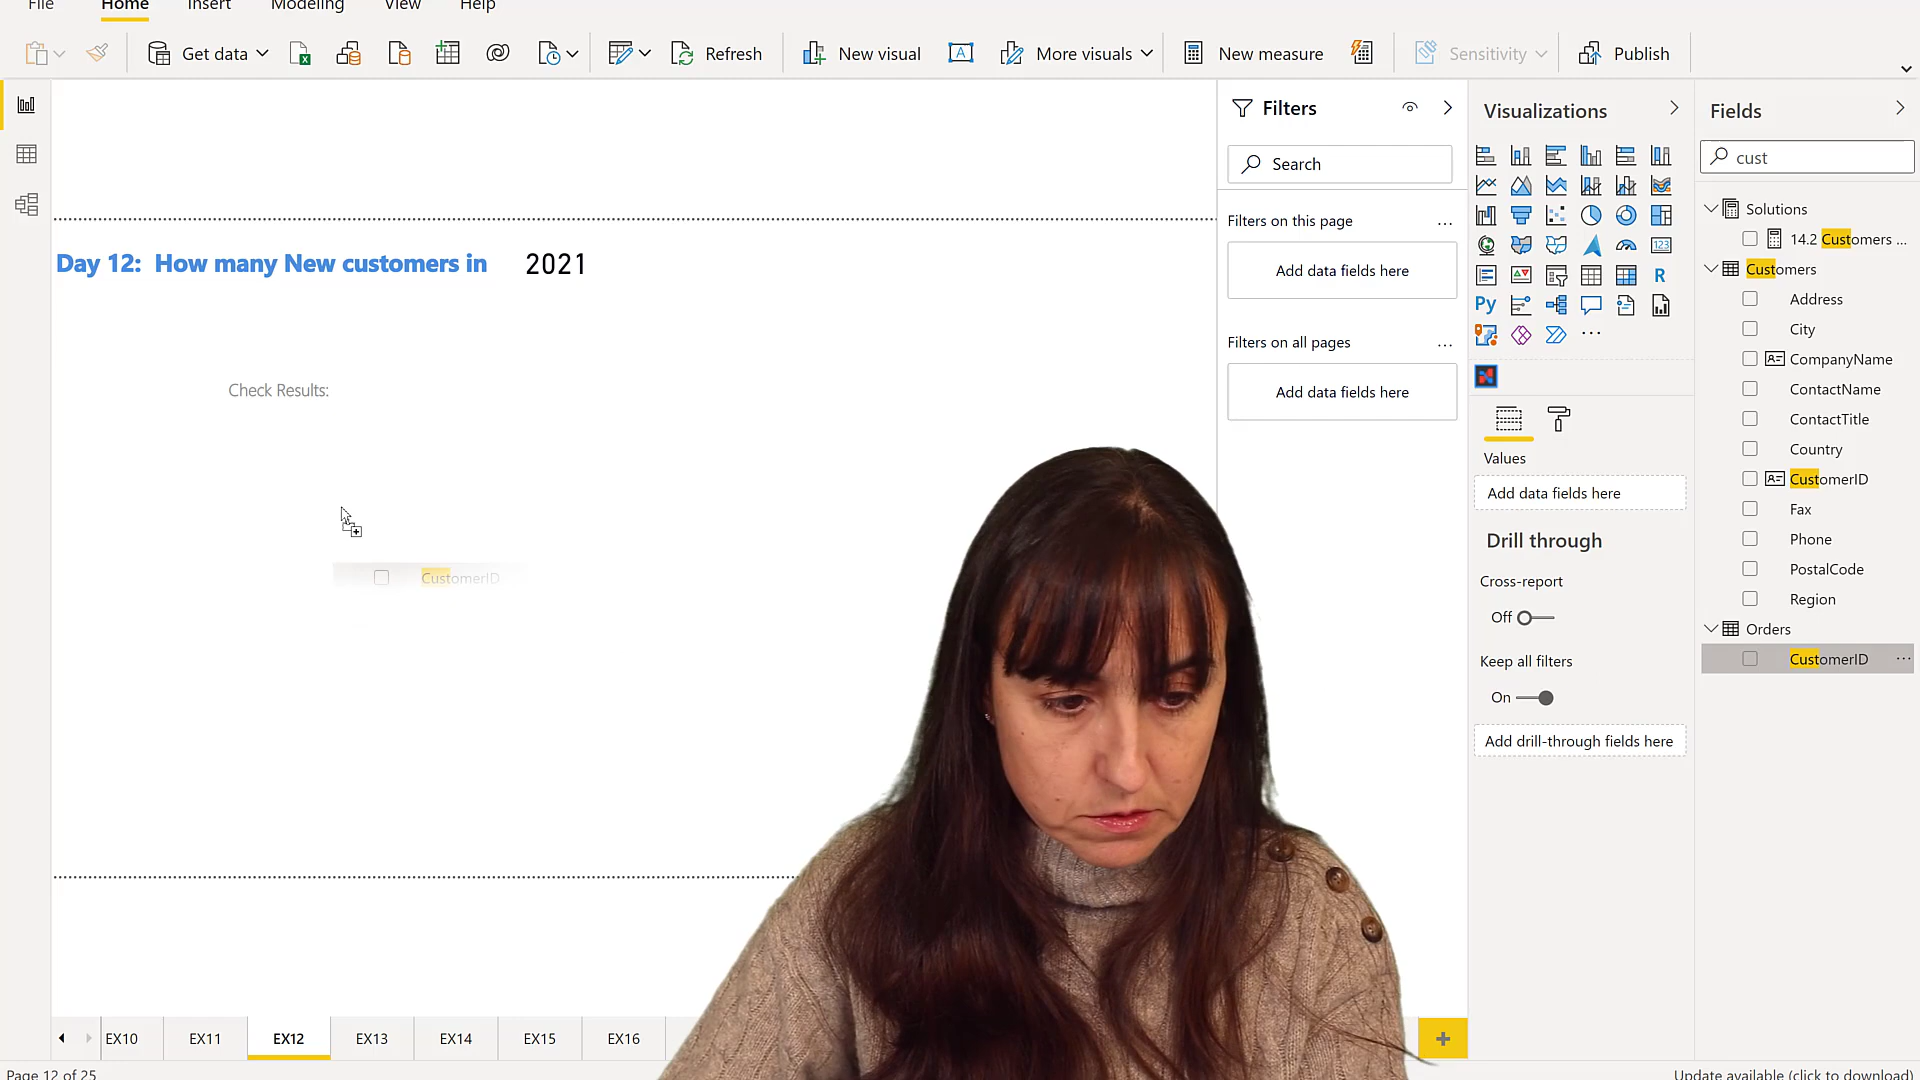 File Home Insert Modeling View Help
Get data Refresh New visual More visuals New measure Sensitivity Publish
Filters
Search
Filters on this page
Add data fields here
Filters on all pages
Add data fields here
Visualizations
123
R
Py
Values
Add data fields here
Drill through
Cross-report
Off
Keep all filters
On
Add drill-through fields here
Fields
cust
Solutions
14.2 Customers ...
Customers
Address
City
CompanyName
ContactName
ContactTitle
Country
CustomerID
Fax
Phone
PostalCode
Region
Orders
CustomerID
Day 12: How many New customers in 2021
Check Results:
CustomerID
EX10 EX11 EX12 EX13 EX14 EX15 EX16
Page 12 of 25
Update available (click to download)